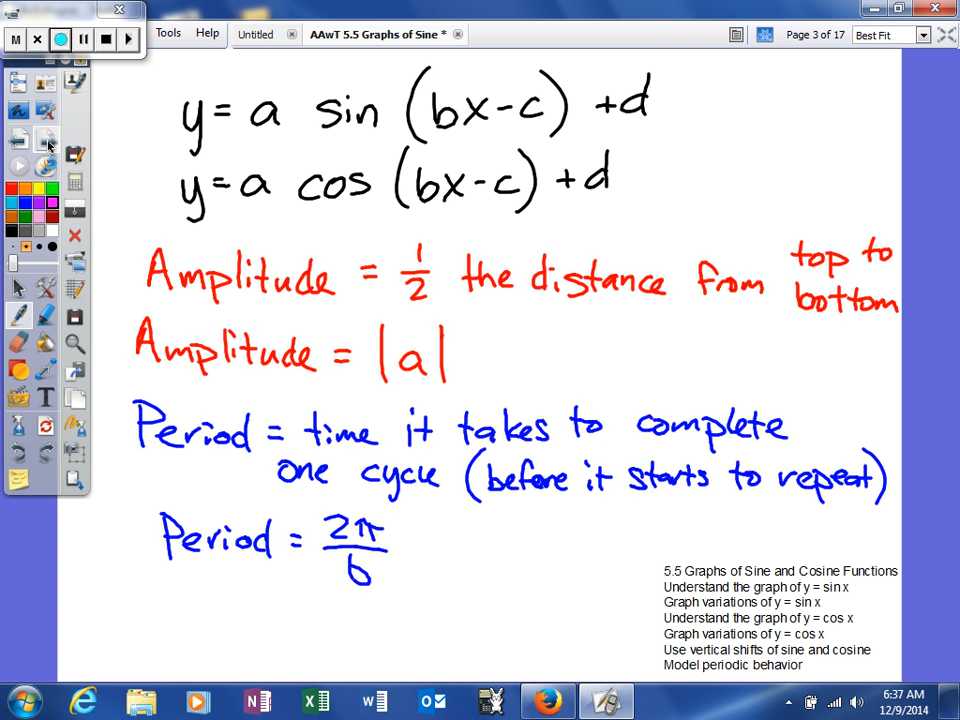 M
Tools Help Untitled AAwT 5.5 Graphs of Sine * Page 3 of 17 Best Fit
y = a sin (bx - c) + d
y = a cos (bx - c) + d
Amplitude = 1/2 the distance from top to bottom
Amplitude = |a|
Period = time it takes to complete
one cycle (before it starts to repeat)
Period = 2π/b
5.5 Graphs of Sine and Cosine Functions
Understand the graph of y = sin x
Graph variations of y = sin x
Understand the graph of y = cos x
Graph variations of y = cos x
Use vertical shifts of sine and cosine
Model periodic behavior
6:37 AM
12/9/2014